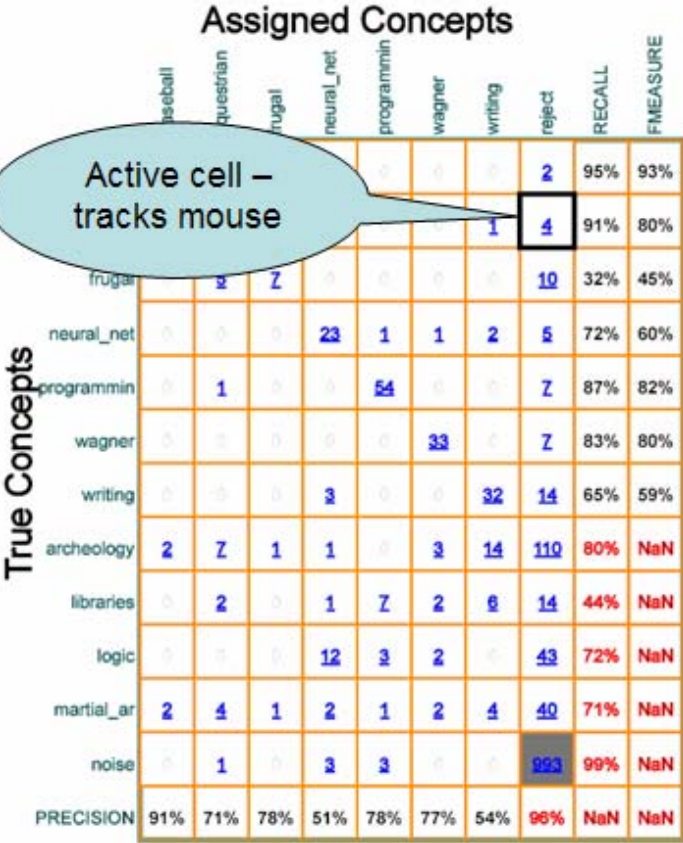 Assigned Concepts
aseball questrian rugal neural_net programmin wagner writing reject RECALL FMEASURE
Active cell –
tracks mouse
True Concepts
0 0 0 2 95% 93%
1 4 91% 80%
frugal 5 7 0 0 0 0 10 32% 45%
neural_net 0 0 0 23 1 1 2 5 72% 60%
programmin 0 1 0 0 54 0 0 7 87% 82%
wagner 0 0 0 0 0 33 0 7 83% 80%
writing 0 0 0 3 0 0 32 14 65% 59%
archeology 2 7 1 1 0 3 14 110 80% NaN
libraries 0 2 0 1 7 2 6 14 44% NaN
logic 0 0 0 12 3 2 0 43 72% NaN
martial_ar 2 4 1 2 1 2 4 40 71% NaN
noise 0 1 0 3 3 0 0 993 99% NaN
PRECISION 91% 71% 78% 51% 78% 77% 54% 96% NaN NaN